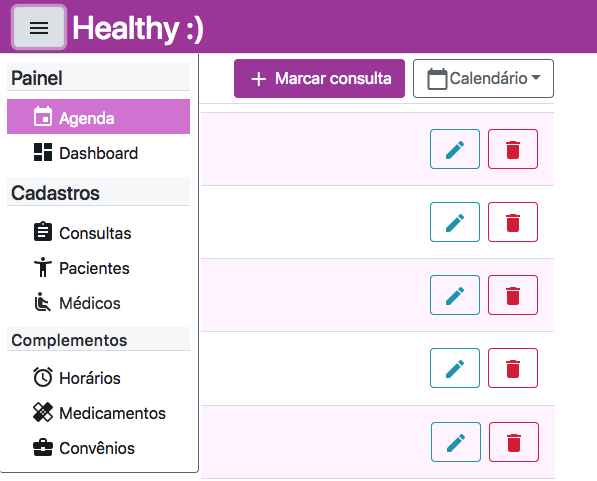 Healthy :)
Painel
Marcar consulta
Calendário
Agenda
Dashboard
Cadastros
Consultas
Pacientes
Médicos
Complementos
Horários
Medicamentos
Convênios